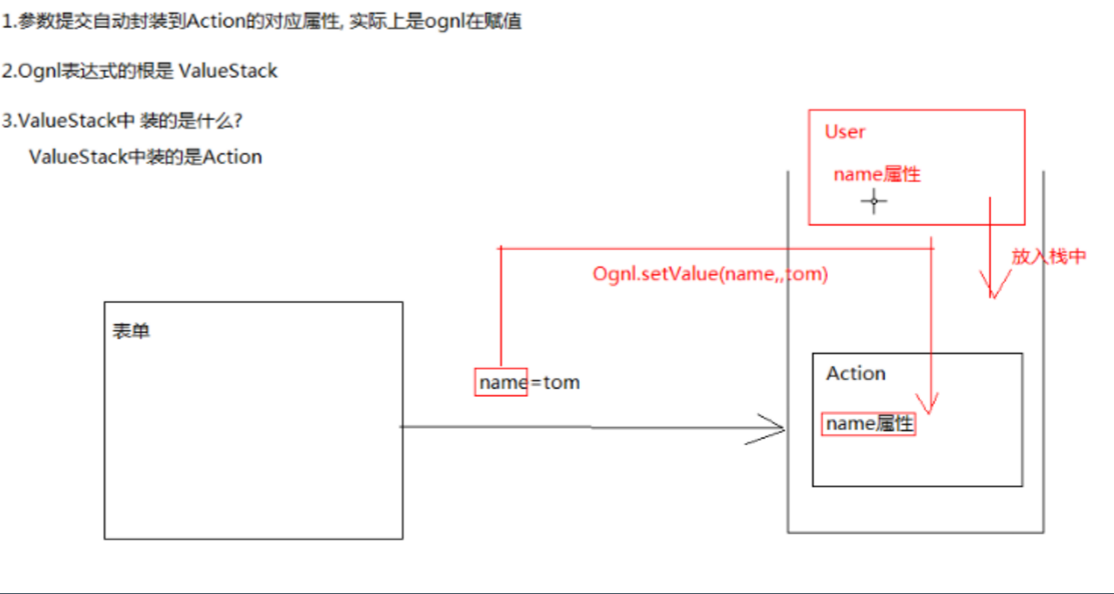 1.参数提交自动封装到Action的对应属性, 实际上是ognl在赋值
2.Ognl表达式的根是 ValueStack
3.ValueStack中 装的是什么?
ValueStack中装的是Action
User
name属性
放入栈中
Ognl.setValue(name,,tom)
表单
name=tom
Action
name属性